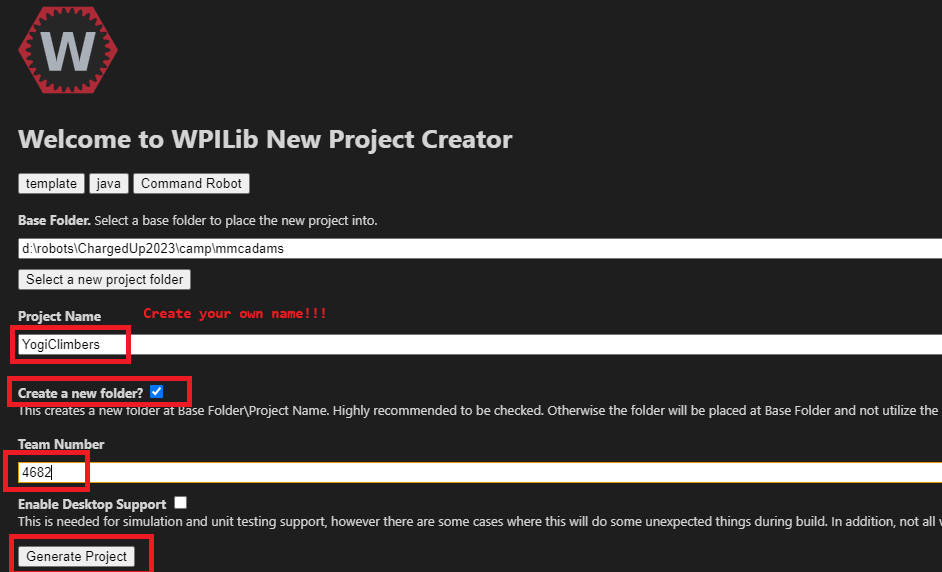 W
Welcome to WPILib New Project Creator
template java Command Robot
Base Folder. Select a base folder to place the new project into.
d:\robots\ChargedUp2023\camp\mmcadams
Select a new project folder
Project Name Create your own name!!!
YogiClimbers
Create a new folder?
This creates a new folder at Base Folder\Project Name. Highly recommended to be checked. Otherwise the folder will be placed at Base Folder and not utilize the
Team Number
4682
Enable Desktop Support
This is needed for simulation and unit testing support, however there are some cases where this will do some unexpected things during build. In addition, not all
Generate Project